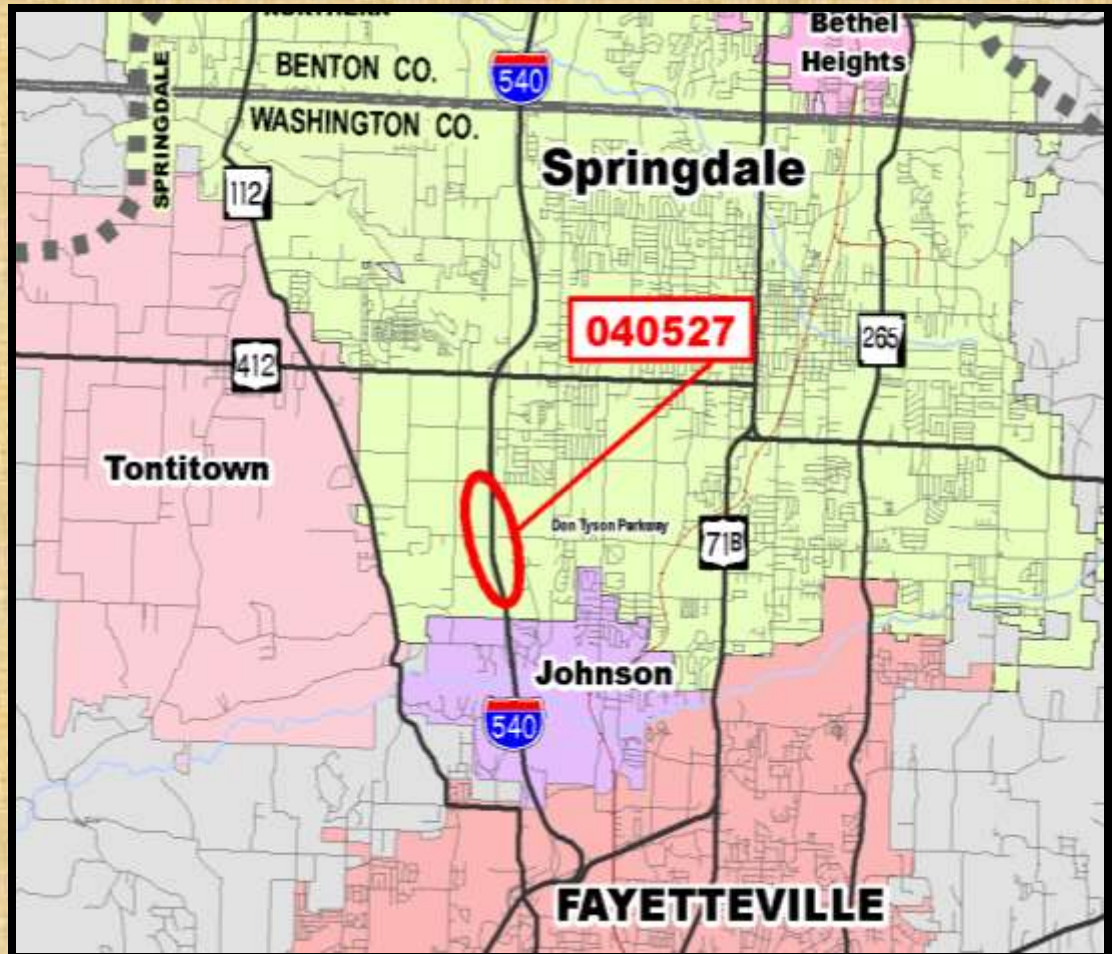 NORTHERN
Bethel
Heights
BENTON CO.
540
SPRINGDALE
WASHINGTON CO.
Springdale
112
040527
265
412
Tontitown
Don Tyson Parkway
71B
Johnson
540
FAYETTEVILLE